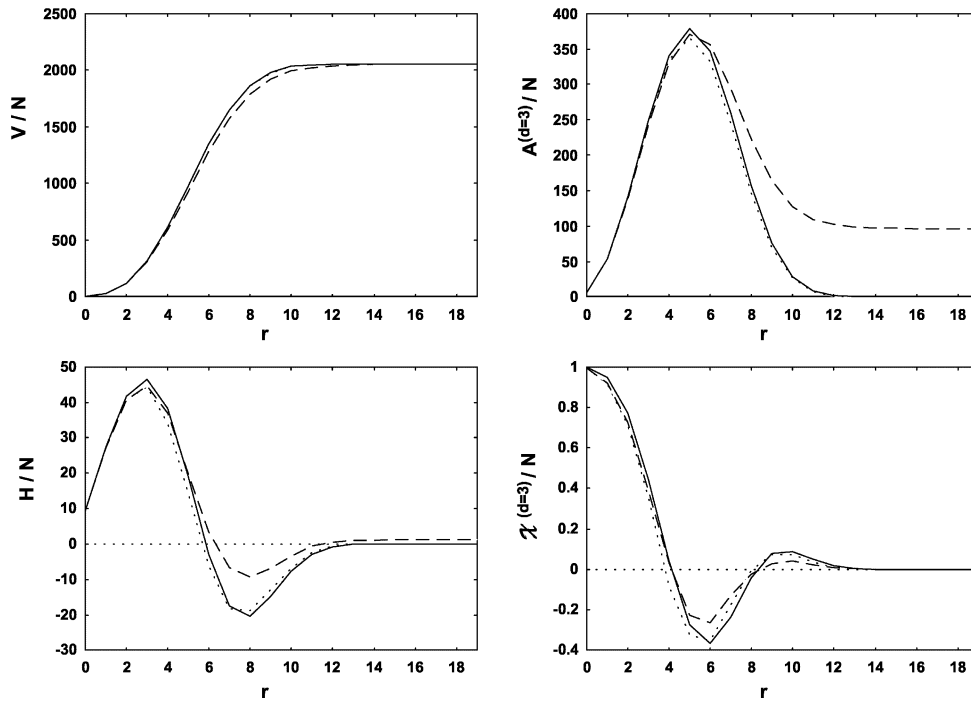 2500
2000
1500
1000
500
0
V / N
0 2 4 6 8 10 12 14 16 18
r
400
350
300
250
200
150
100
50
0
A^(d=3) / N
0 2 4 6 8 10 12 14 16 18
r
50
40
30
20
10
0
-10
-20
-30
H / N
0 2 4 6 8 10 12 14 16 18
r
1
0.8
0.6
0.4
0.2
0
-0.2
-0.4
χ^(d=3) / N
0 2 4 6 8 10 12 14 16 18
r